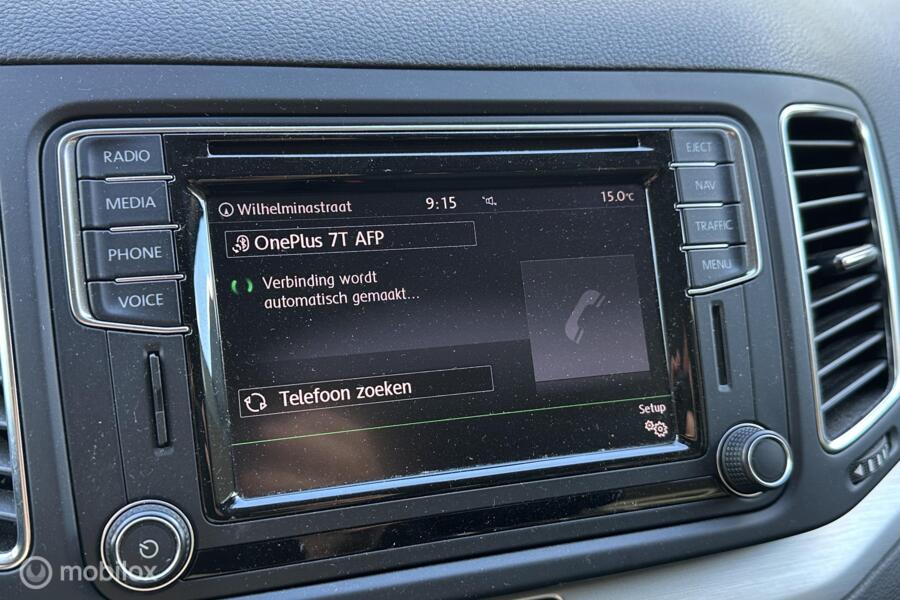 RADIO
MEDIA
PHONE
VOICE
EJECT
NAV
TRAFFIC
MENU
Wilhelminastraat 9:15 15.0°C
OnePlus 7T AFP
Verbinding wordt
automatisch gemaakt...
Telefoon zoeken
Setup
mobilox